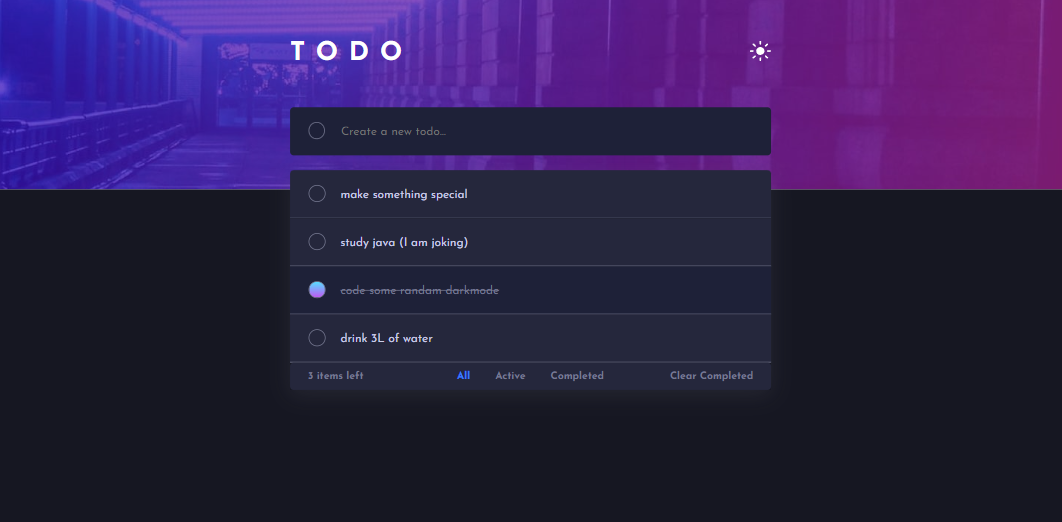 TODO
Create a new todo...
make something special
study java (I am joking)
code some randam darkmode
drink 3L of water
3 items left All Active Completed Clear Completed